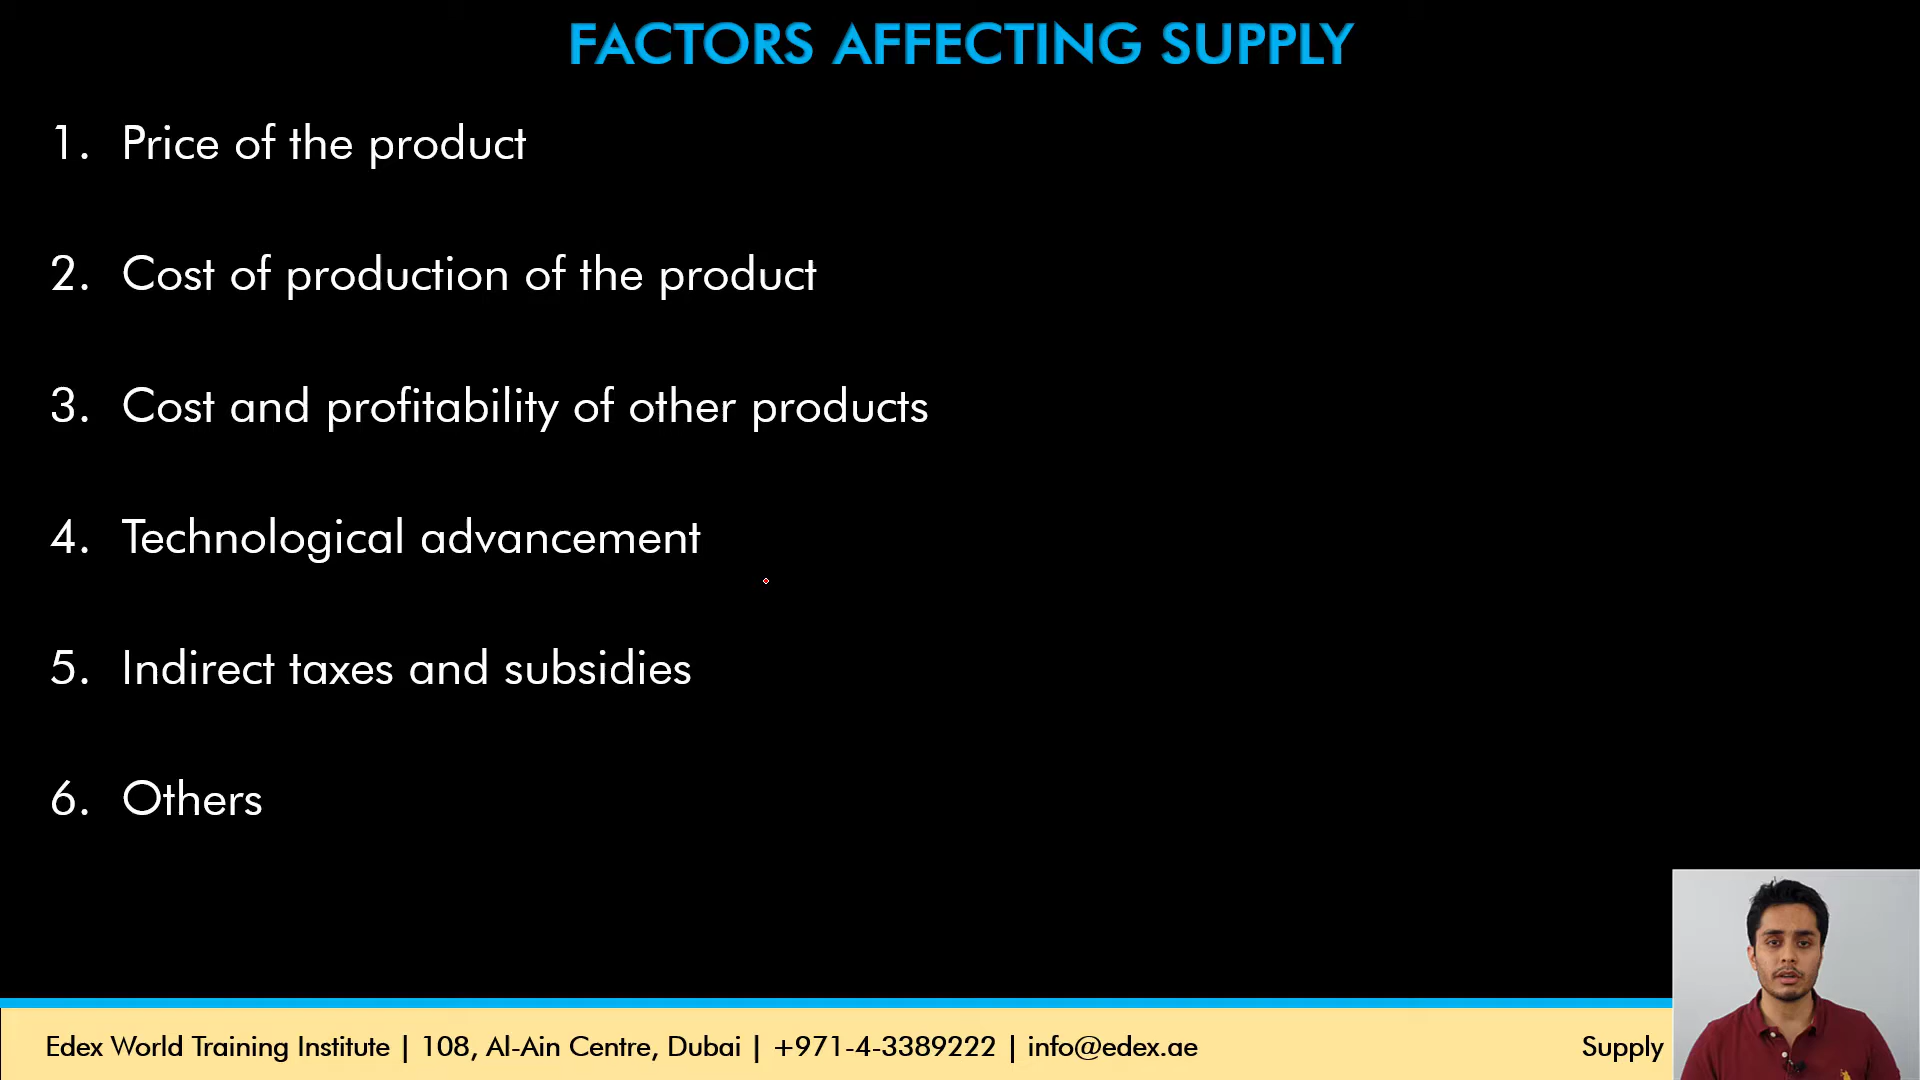 FACTORS AFFECTING SUPPLY
1. Price of the product
2. Cost of production of the product
3. Cost and profitability of other products
4. Technological advancement
5. Indirect taxes and subsidies
6. Others
Edex World Training Institute | 108, Al-Ain Centre, Dubai | +971-4-3389222 | info@edex.ae
Supply